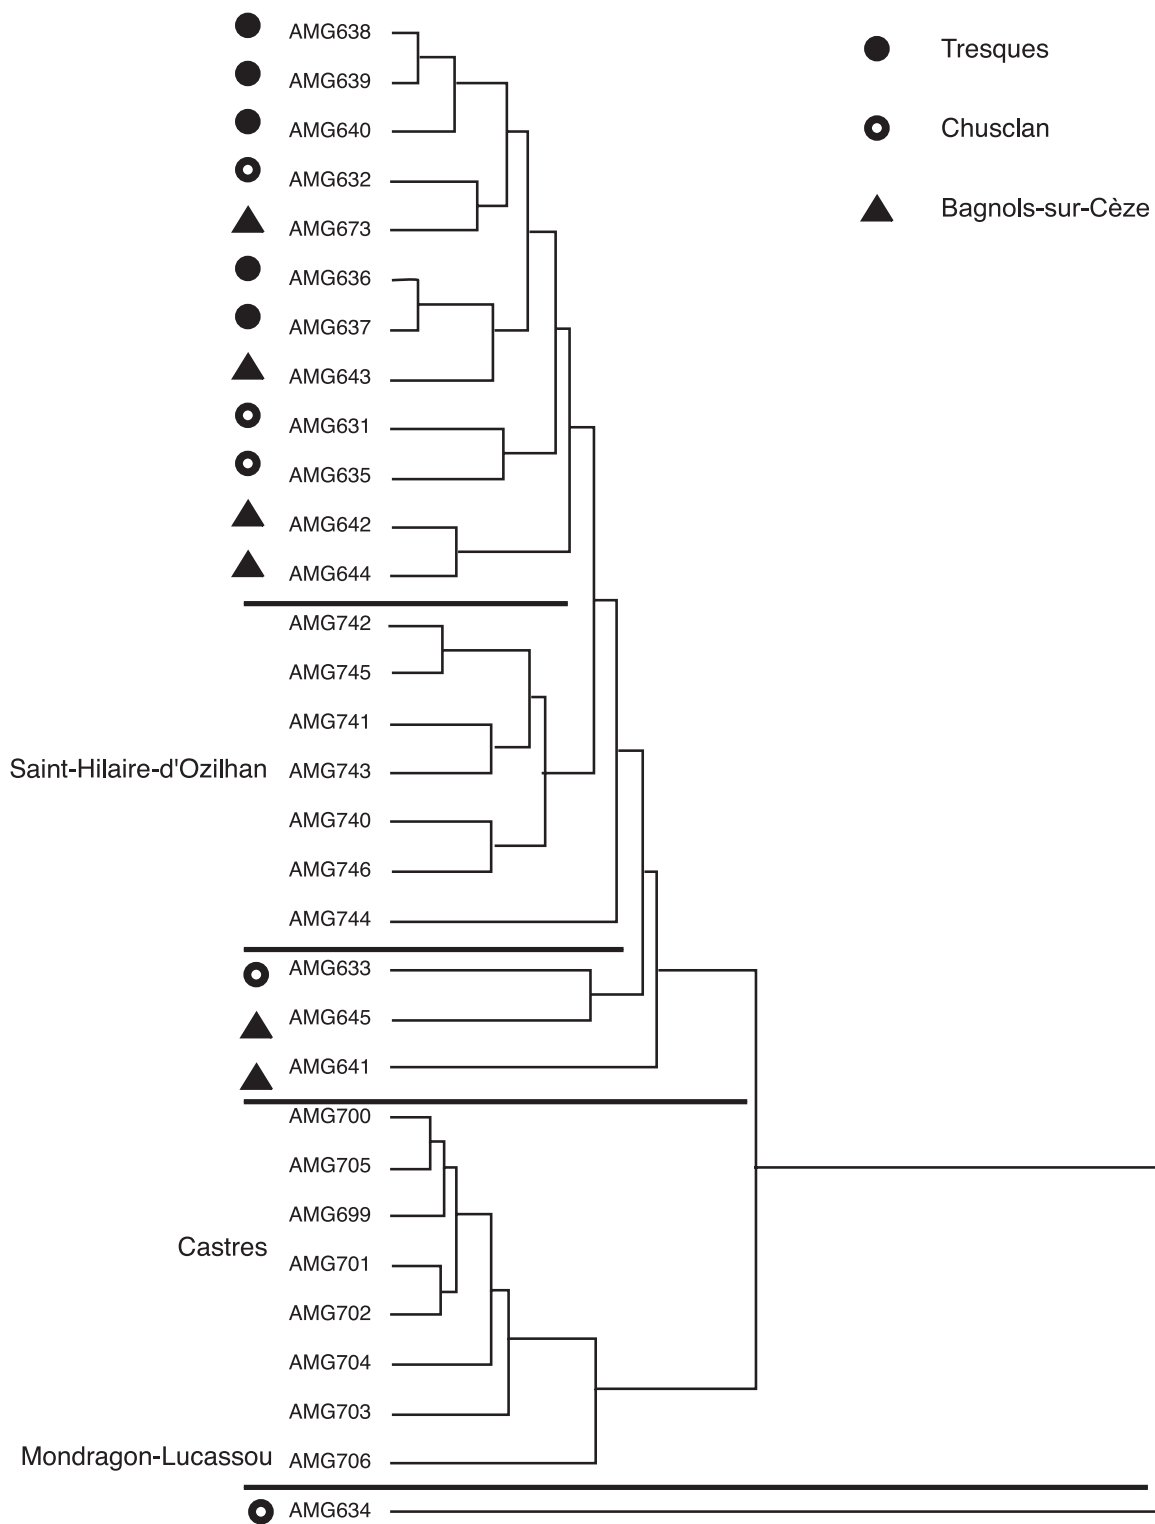 AMG638
AMG639
AMG640
AMG632
AMG673
AMG636
AMG637
AMG643
AMG631
AMG635
AMG642
AMG644
AMG742
AMG745
AMG741
Saint-Hilaire-d'Ozilhan AMG743
AMG740
AMG746
AMG744
AMG633
AMG645
AMG641
AMG700
AMG705
AMG699
Castres
AMG701
AMG702
AMG704
AMG703
Mondragon-Lucassou AMG706
AMG634
Tresques
Chusclan
Bagnols-sur-Cèze